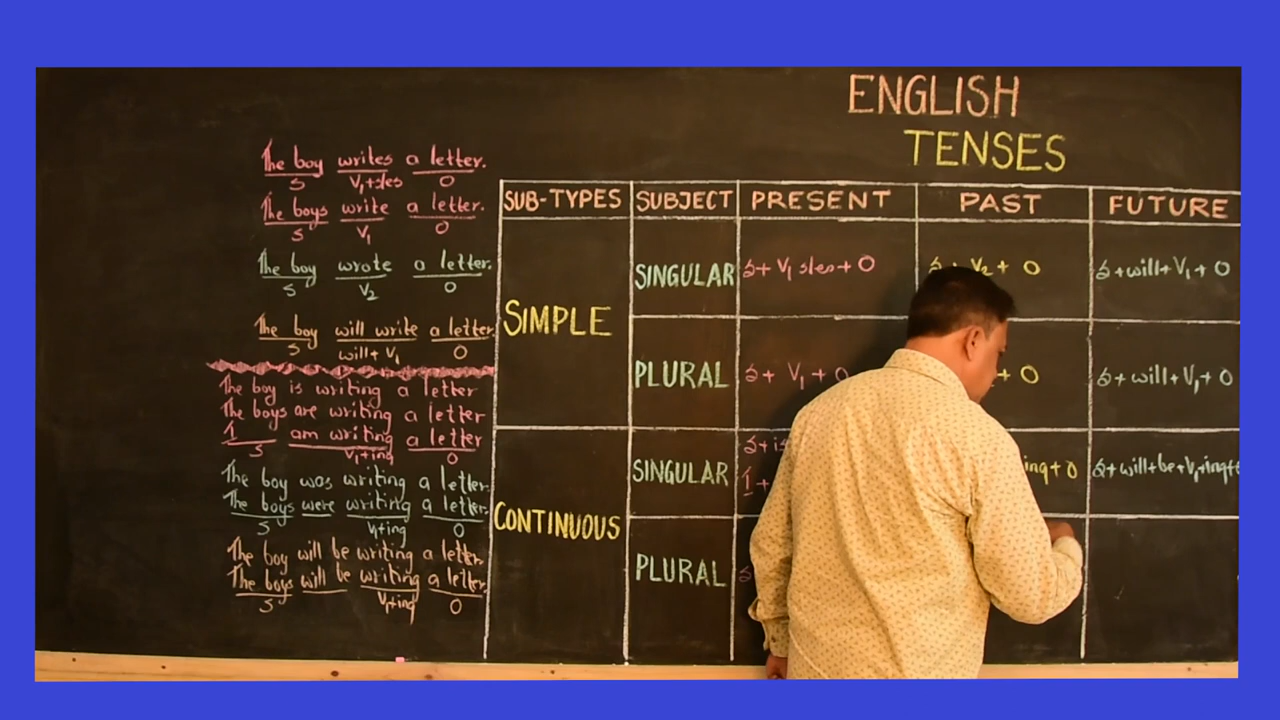 ENGLISH
TENSES
The boy writes a letter.
S V1+s/es O
The boys write a letter.
S V1 O
The boy wrote a letter.
S V2 O
The boy will write a letter.
S will+V1 O
The boy is writing a letter
The boys are writing a letter
I am writing a letter
S V1+ing O
The boy was writing a letter.
The boys were writing a letter.
S V1+ing O
The boy will be writing a letter.
The boys will be writing a letter.
S V1+ing O
SUB-TYPES SUBJECT PRESENT PAST FUTURE
SIMPLE
SINGULAR S+ V1 s/es + O S+ V2 + O S+will+V1 + O
PLURAL S+ V1 + O + O S+will+V1+O
CONTINUOUS
SINGULAR S+is ing+O S+will+be+V1+ing+
I +
PLURAL S